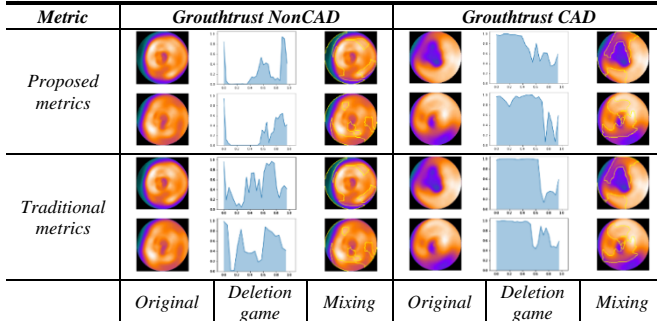 Metric Grouthtrust NonCAD Grouthtrust CAD
Proposed
metrics
Traditional
metrics
Original Deletion game Mixing Original Deletion game Mixing